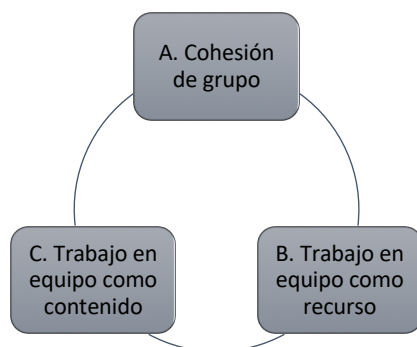 A. Cohesión
de grupo
C. Trabajo en
equipo como
contenido
B. Trabajo en
equipo como
recurso